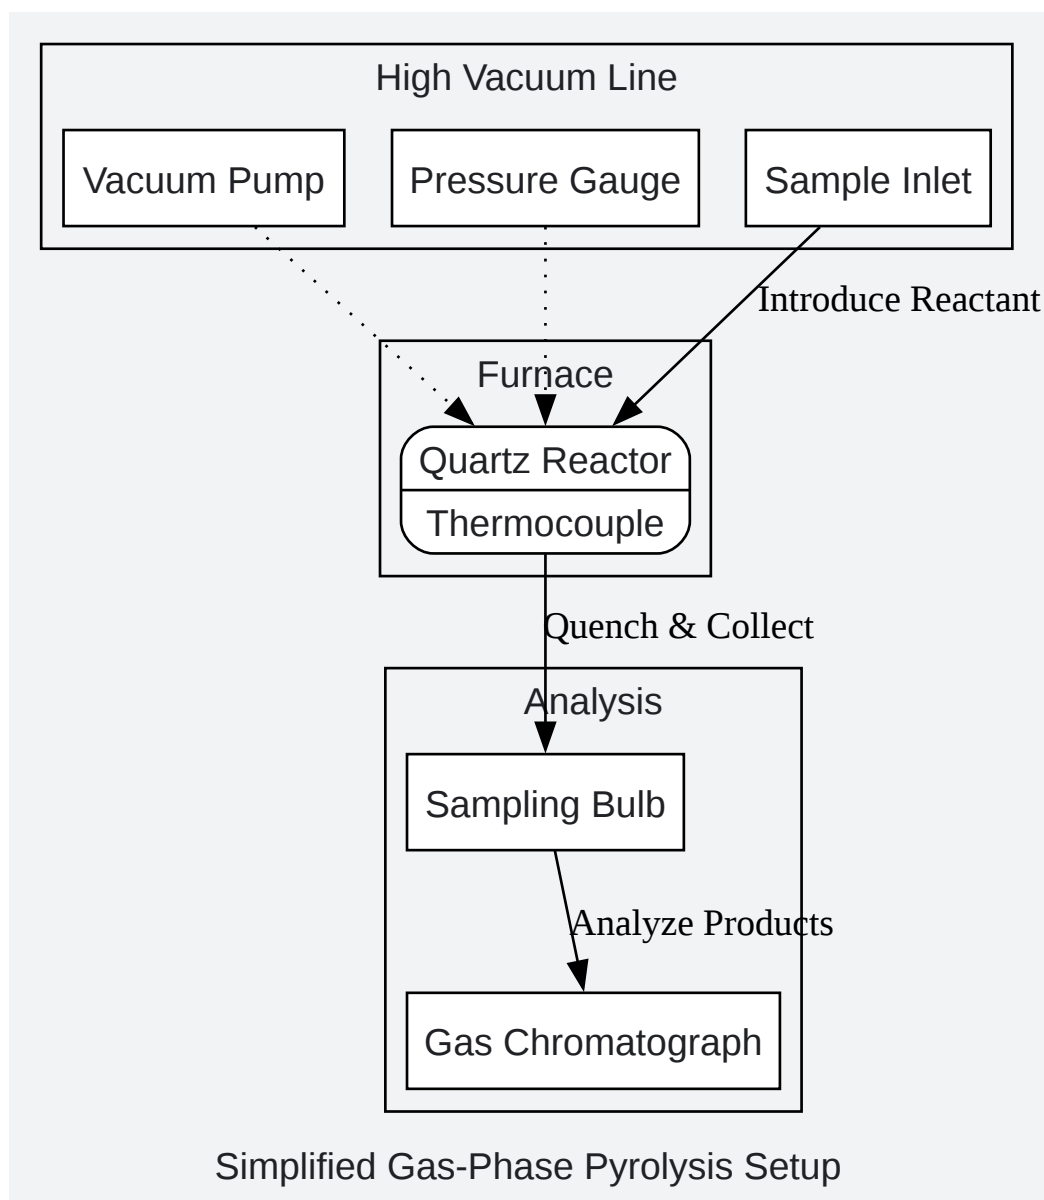 High Vacuum Line
Vacuum Pump
Pressure Gauge
Sample Inlet
Introduce Reactant
Furnace
Quartz Reactor
Thermocouple
Quench & Collect
Analysis
Sampling Bulb
Analyze Products
Gas Chromatograph
Simplified Gas-Phase Pyrolysis Setup